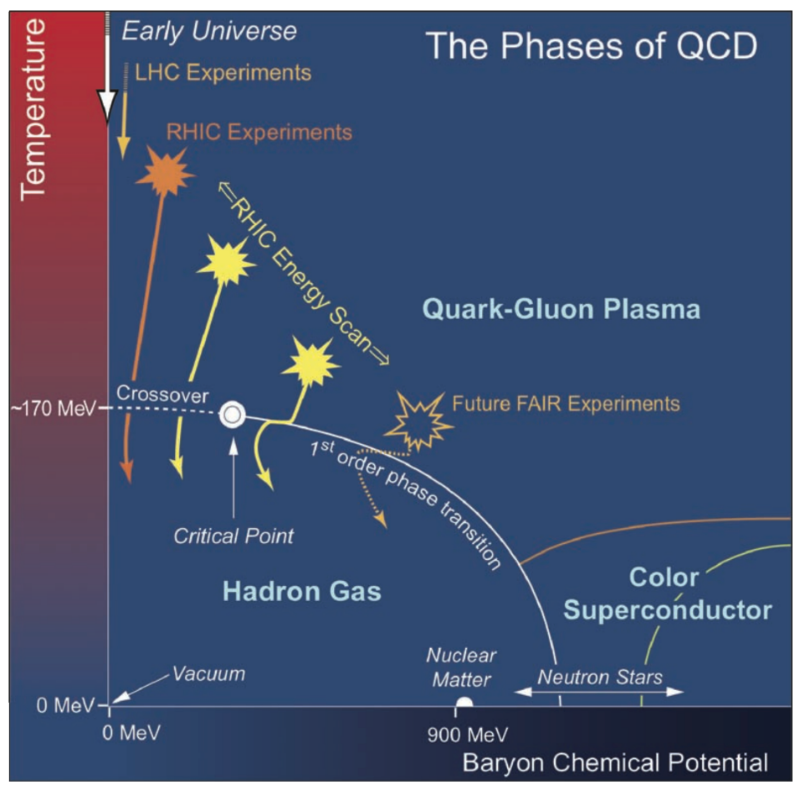 The Phases of QCD
Temperature
Early Universe
LHC Experiments
RHIC Experiments
⇐RHIC Energy Scan⇒
Quark-Gluon Plasma
Future FAIR Experiments
Crossover
~170 MeV
1st order phase transition
Critical Point
Hadron Gas
Color
Superconductor
Nuclear
Matter
Neutron Stars
Vacuum
0 MeV
0 MeV
900 MeV
Baryon Chemical Potential